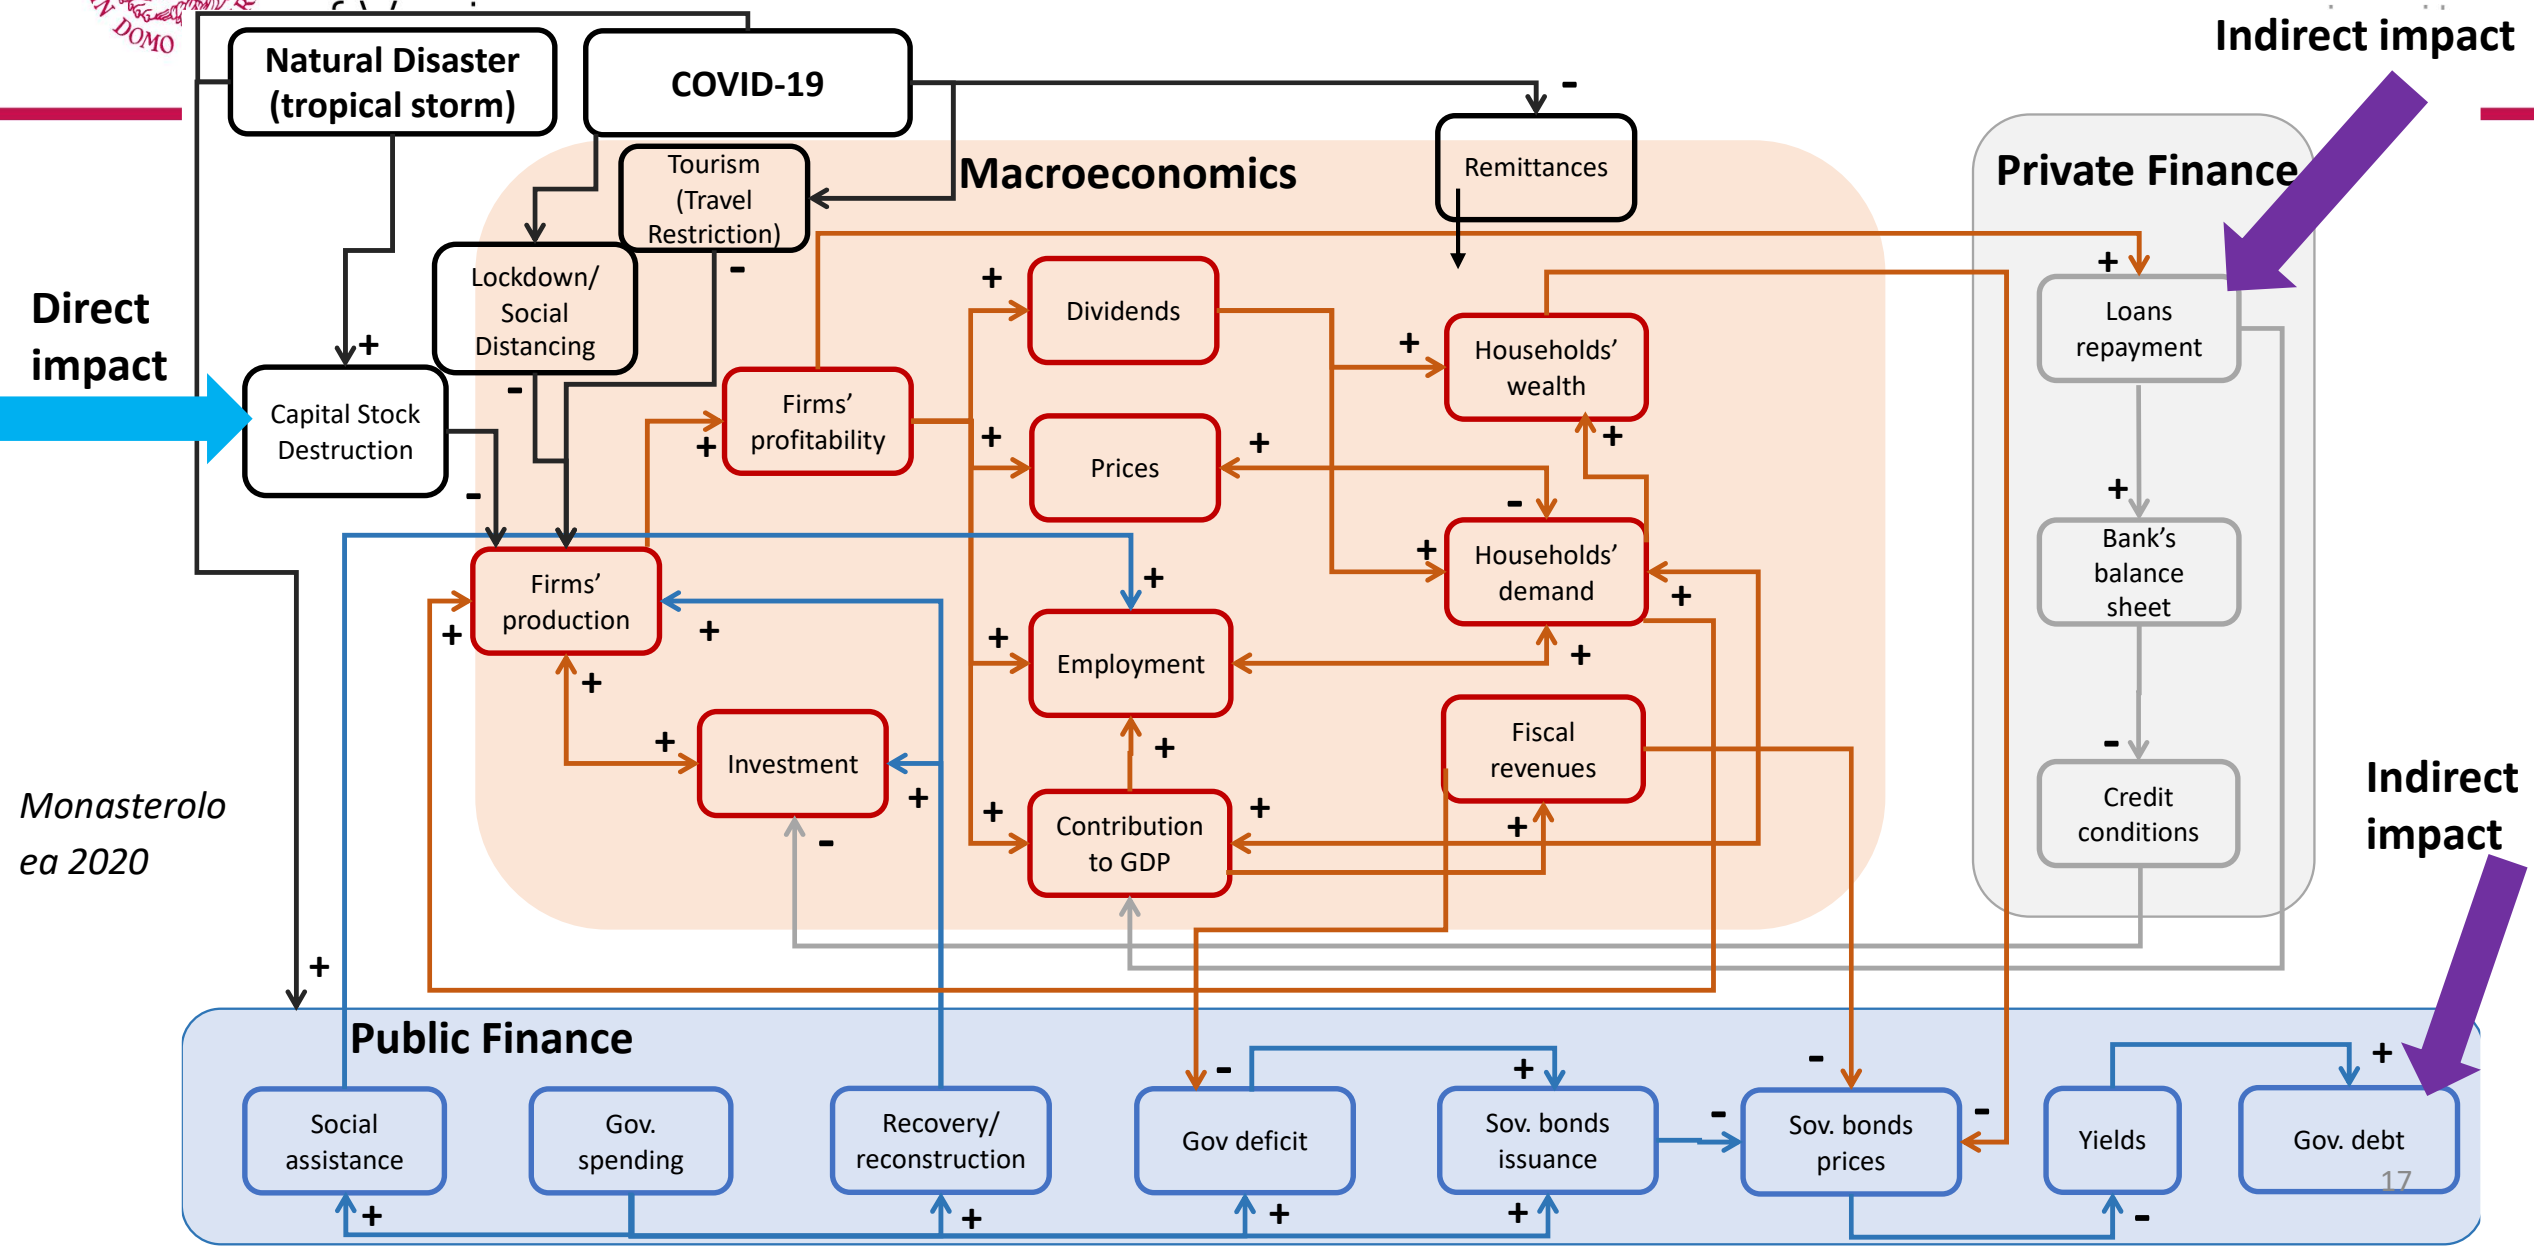 DOMO
Indirect impact
Natural Disaster
(tropical storm)
COVID-19
-
Remittances
Tourism
(Travel
Restriction)
-
Macroeconomics
Private Finance
Direct
impact
Lockdown/
Social
Distancing
-
+
Capital Stock
Destruction
-
Firms’
profitability
+
+
Dividends
+
Prices
+
+
Households’
wealth
+
-
+
Households’
demand
+
+
+
Loans
repayment
+
Bank’s
balance
sheet
-
Credit
conditions
Firms’
production
+
+
+
+
Employment
+
+
Investment
+
+
-
+
Contribution
to GDP
+
+
Fiscal
revenues
+
Monasterolo
ea 2020
Indirect
impact
+
Public Finance
Social
assistance
+
Gov.
spending
Recovery/
reconstruction
+
-
Gov deficit
+
+
Sov. bonds
issuance
+
-
-
Sov. bonds
prices
-
Yields
-
+
Gov. debt
17